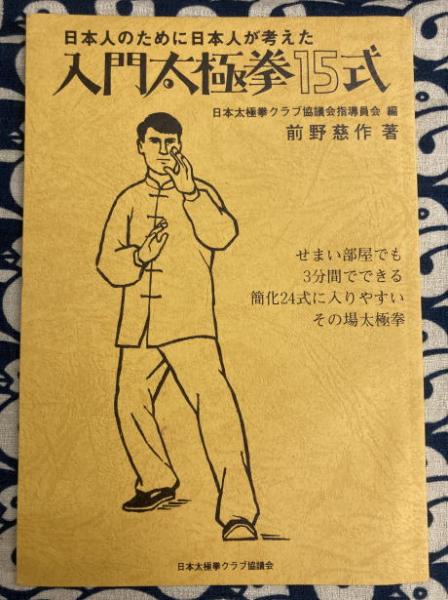 日本人のために日本人が考えた
入門太極拳15式
日本太極拳クラブ協議会指導員会 編
前野慈作 著
せまい部屋でも
3分間でできる
簡化24式に入りやすい
その場太極拳
日本太極拳クラブ協議会